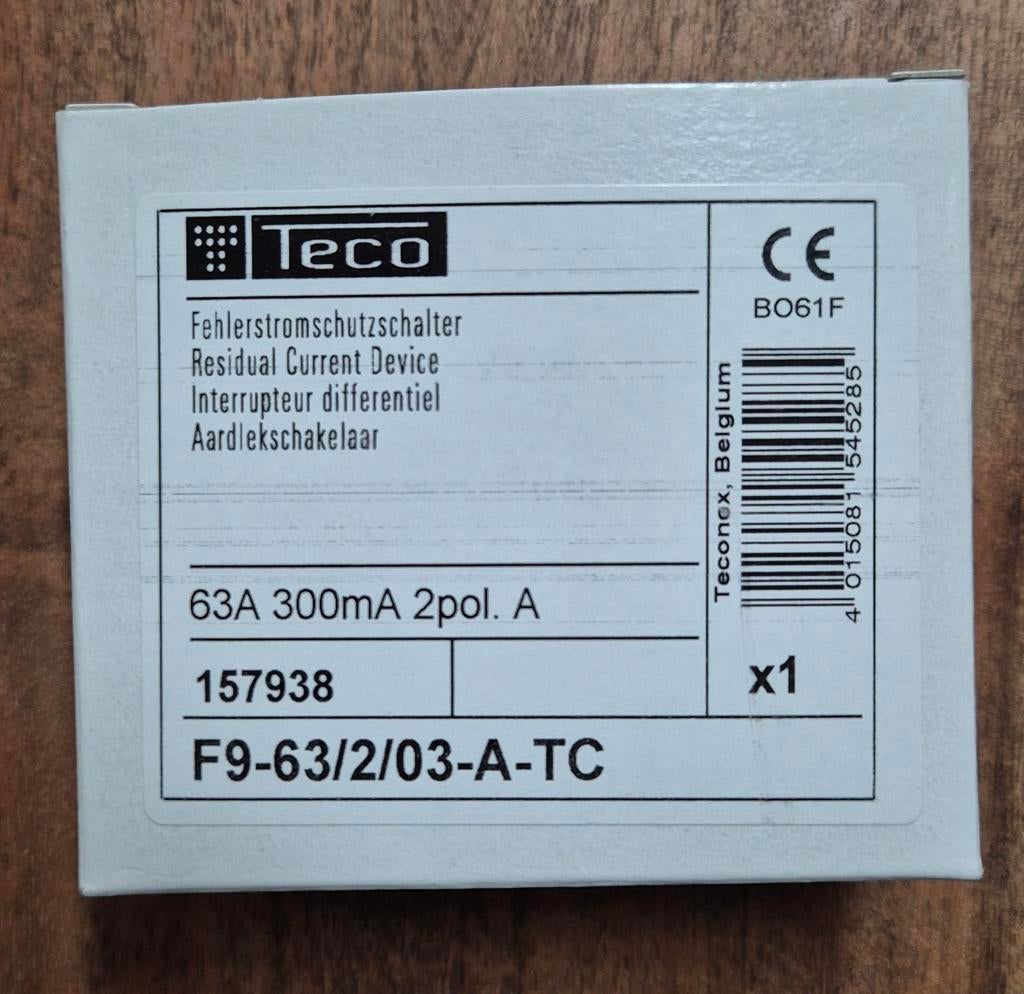 Teco
Fehlerstromschutzschalter
Residual Current Device
Interrupteur differentiel
Aardlekschakelaar
63A 300mA 2pol. A
157938
F9-63/2/03-A-TC
CE
BO61F
Teconex, Belgium
4 015081 545285
x1